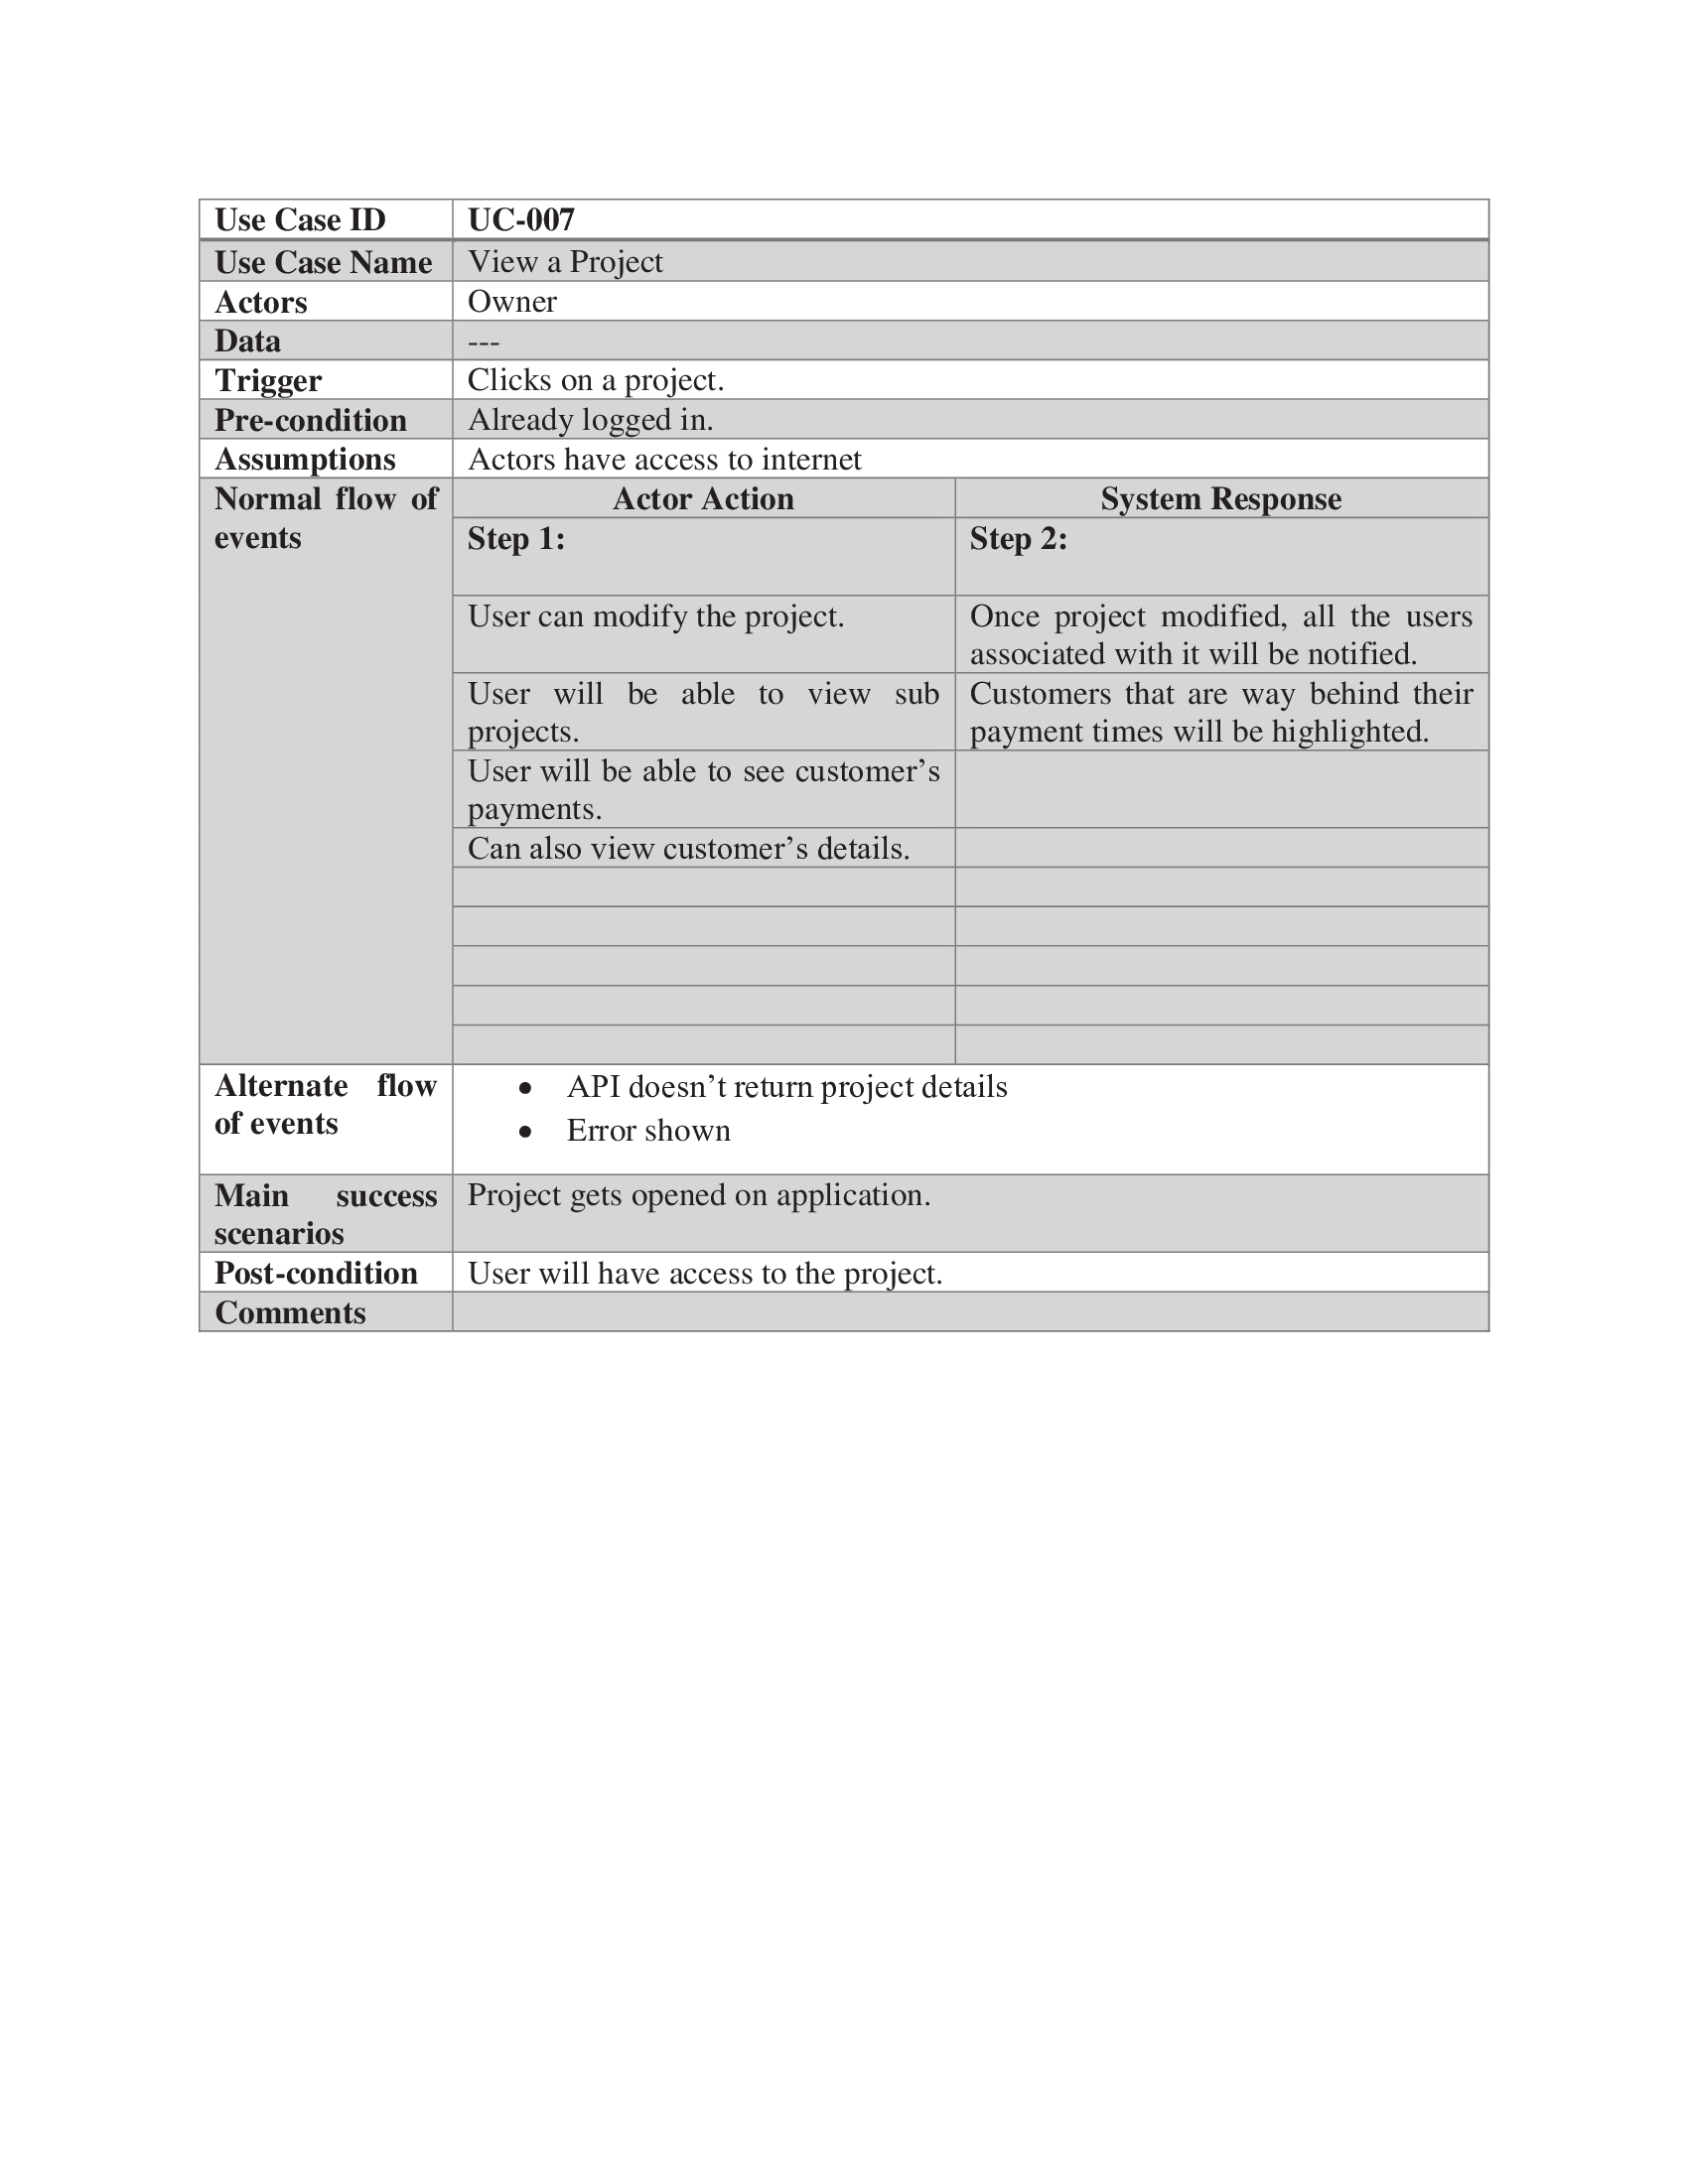 Use Case ID UC-007
Use Case Name View a Project
Actors Owner
Data ---
Trigger Clicks on a project.
Pre-condition Already logged in.
Assumptions Actors have access to internet
Normal flow of events
Actor Action System Response
Step 1: Step 2:
User can modify the project.
Once project modified, all the users
associated with it will be notified.
User will be able to view sub
projects.
Customers that are way behind their
payment times will be highlighted.
User will be able to see customer’s
payments.
Can also view customer’s details.
Alternate flow
of events
• API doesn’t return project details
• Error shown
Main success
scenarios
Project gets opened on application.
Post-condition User will have access to the project.
Comments